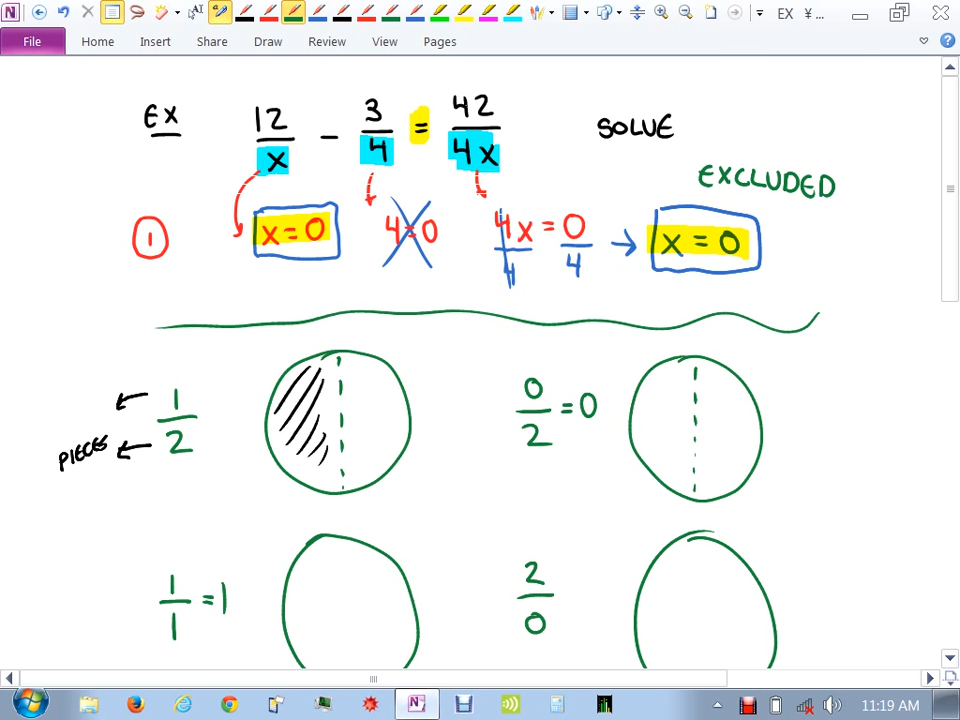 EX ¥ ...
File Home Insert Share Draw Review View Pages
EX 12/x - 3/4 = 42/4x SOLVE
EXCLUDED
1 x = 0 4 = 0 4x/4 = 0/4 → x = 0
1/2 0/2 = 0
PIECES
1/1 = 1 2/0
11:19 AM